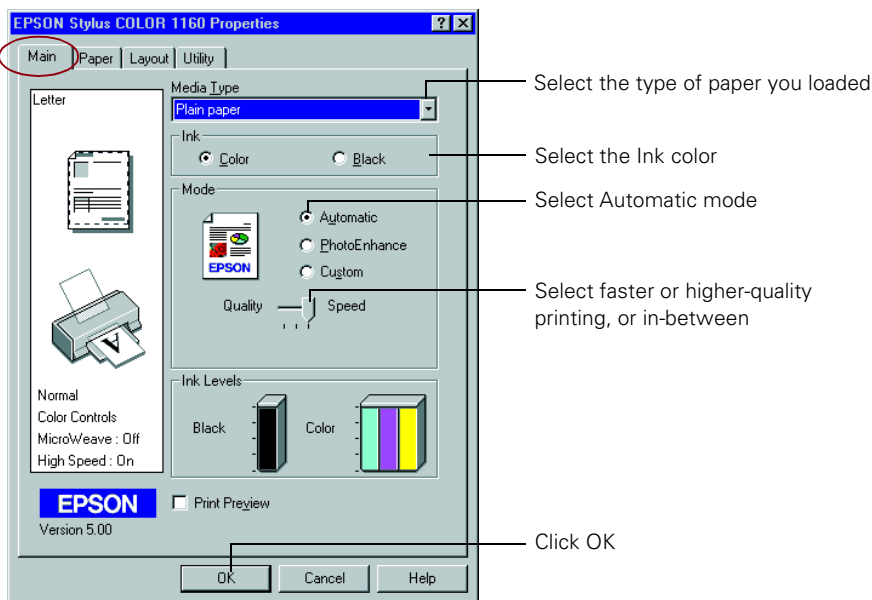 EPSON Stylus COLOR 1160 Properties
Main
Paper
Layout
Utility
Letter
Media Type
Plain paper
Select the type of paper you loaded
Ink
Color
Black
Select the Ink color
Mode
EPSON
Automatic
PhotoEnhance
Custom
Select Automatic mode
Quality
Speed
Select faster or higher-quality
printing, or in-between
A
Normal
Color Controls
MicroWeave : Off
High Speed : On
Ink Levels
Black
Color
EPSON
Version 5.00
Print Preview
OK
Cancel
Help
Click OK